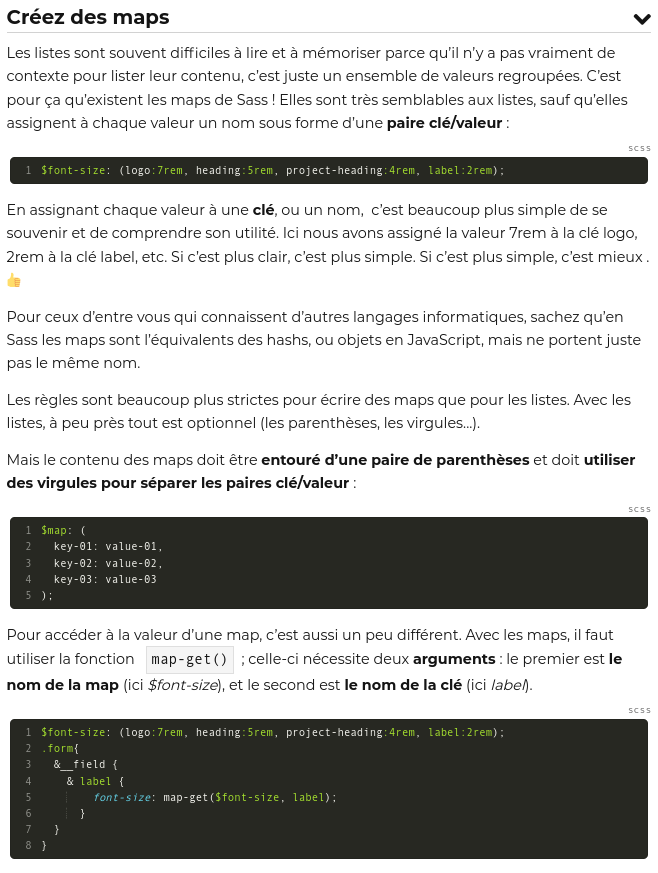 Créez des maps
Les listes sont souvent difficiles à lire et à mémoriser parce qu’il n’y a pas vraiment de
contexte pour lister leur contenu, c’est juste un ensemble de valeurs regroupées. C’est
pour ça qu’existent les maps de Sass ! Elles sont très semblables aux listes, sauf qu’elles
assignent à chaque valeur un nom sous forme d’une paire clé/valeur :
scss
1 $font-size: (logo:7rem, heading:5rem, project-heading:4rem, label:2rem);
En assignant chaque valeur à une clé, ou un nom,  c’est beaucoup plus simple de se
souvenir et de comprendre son utilité. Ici nous avons assigné la valeur 7rem à la clé logo,
2rem à la clé label, etc. Si c’est plus clair, c’est plus simple. Si c’est plus simple, c’est mieux .
👍
Pour ceux d’entre vous qui connaissent d’autres langages informatiques, sachez qu’en
Sass les maps sont l’équivalents des hashs, ou objets en JavaScript, mais ne portent juste
pas le même nom.
Les règles sont beaucoup plus strictes pour écrire des maps que pour les listes. Avec les
listes, à peu près tout est optionnel (les parenthèses, les virgules...).
Mais le contenu des maps doit être entouré d’une paire de parenthèses et doit utiliser
des virgules pour séparer les paires clé/valeur :
scss
1 $map: (
2   key-01: value-01,
3   key-02: value-02,
4   key-03: value-03
5 );
Pour accéder à la valeur d’une map, c’est aussi un peu différent. Avec les maps, il faut
utiliser la fonction map-get() ; celle-ci nécessite deux arguments : le premier est le
nom de la map (ici $font-size), et le second est le nom de la clé (ici label).
scss
1 $font-size: (logo:7rem, heading:5rem, project-heading:4rem, label:2rem);
2 .form{
3   &__field {
4     & label {
5         font-size: map-get($font-size, label);
6       }
7   }
8 }